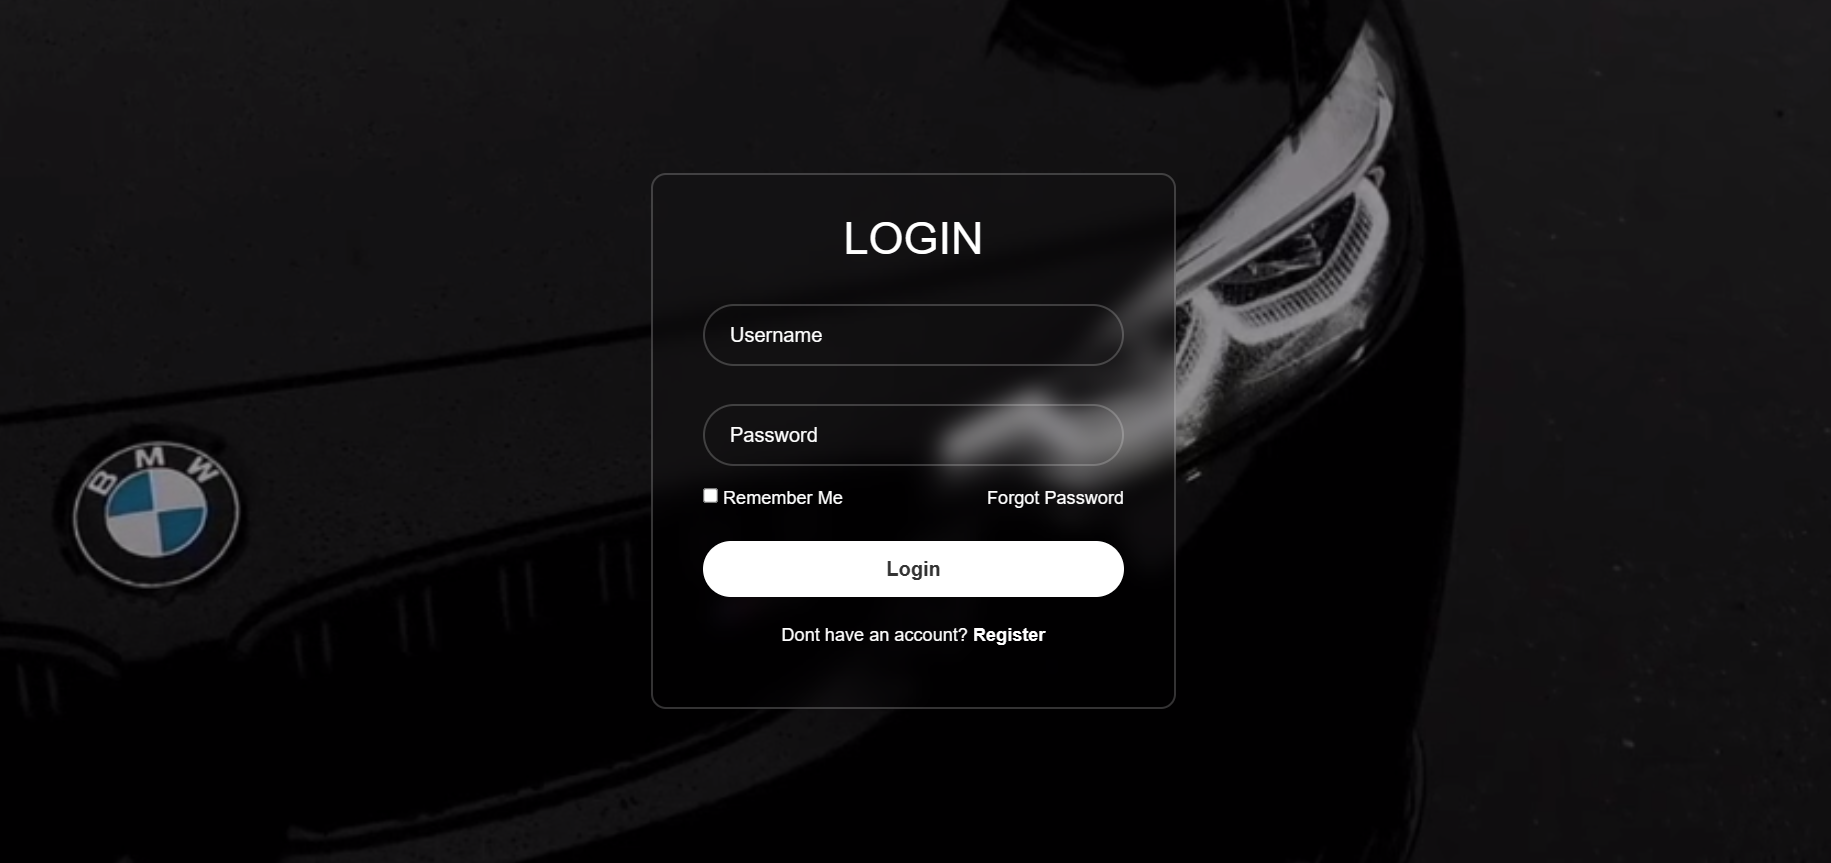 LOGIN
Username
Password
Remember Me Forgot Password
Login
Dont have an account? Register
BMW